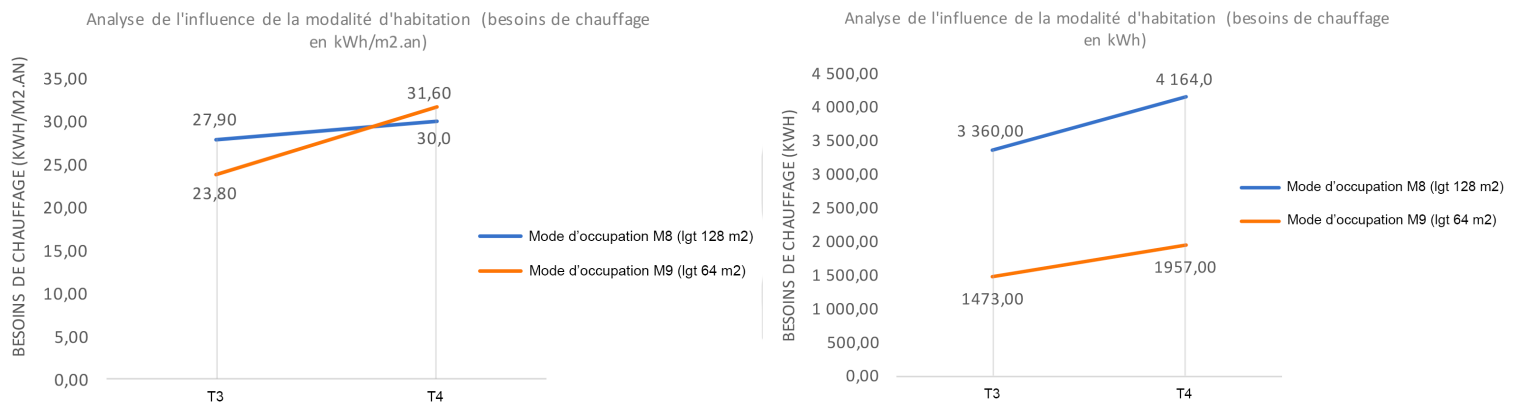 Analyse de l'influence de la modalité d'habitation (besoins de chauffage
en kWh/m2.an)
BESOINS DE CHAUFFAGE (KWH/M2.AN)
35,00
30,00
25,00
20,00
15,00
10,00
5,00
0,00
27,90
23,80
31,60
30,0
T3
T4
Mode d'occupation M8 (lgt 128 m2)
Mode d'occupation M9 (lgt 64 m2)
Analyse de l'influence de la modalité d'habitation (besoins de chauffage
en kWh)
BESOINS DE CHAUFFAGE (KWH)
4 500,00
4 000,00
3 500,00
3 000,00
2 500,00
2 000,00
1 500,00
1 000,00
500,00
0,00
3 360,00
4 164,0
1473,00
1957,00
T3
T4
Mode d'occupation M8 (lgt 128 m2)
Mode d'occupation M9 (lgt 64 m2)